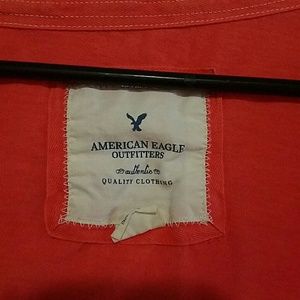 AMERICAN EAGLE
OUTFITTERS
authentic
QUALITY CLOTHING